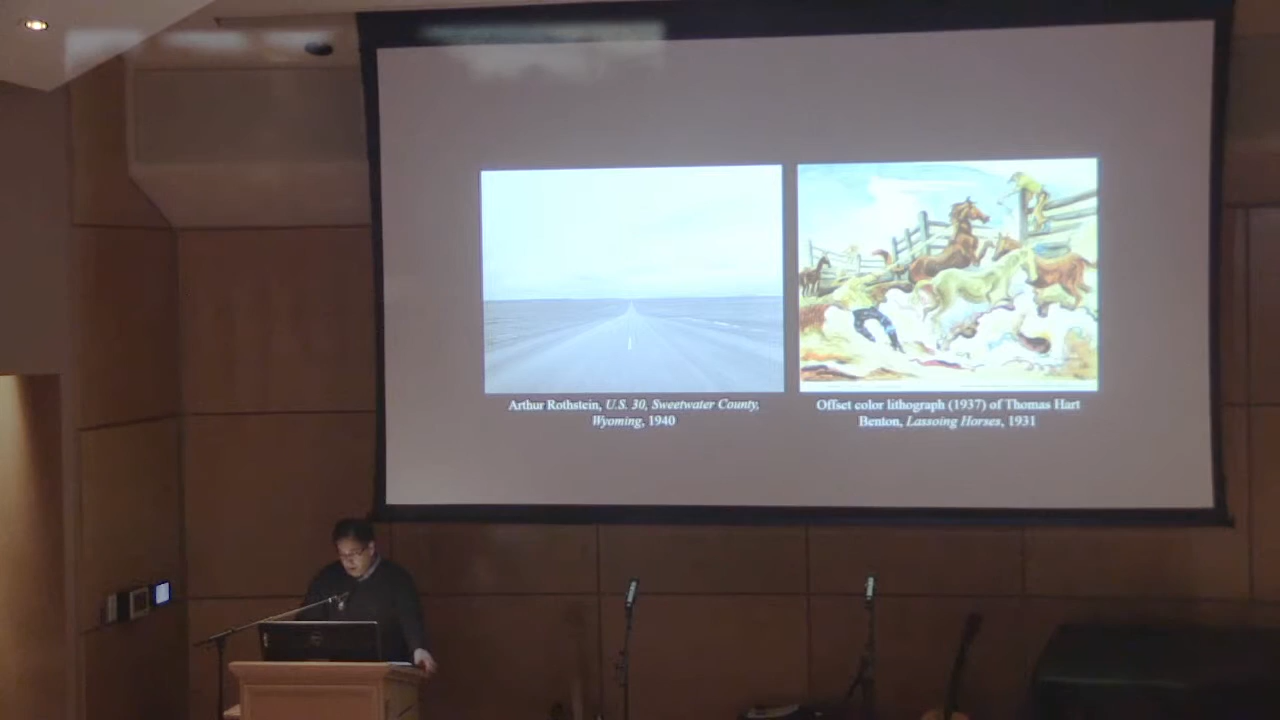 Arthur Rothstein, U.S. 30, Sweetwater County,
Wyoming, 1940
Offset color lithograph (1937) of Thomas Hart
Benton, Lassoing Horses, 1931